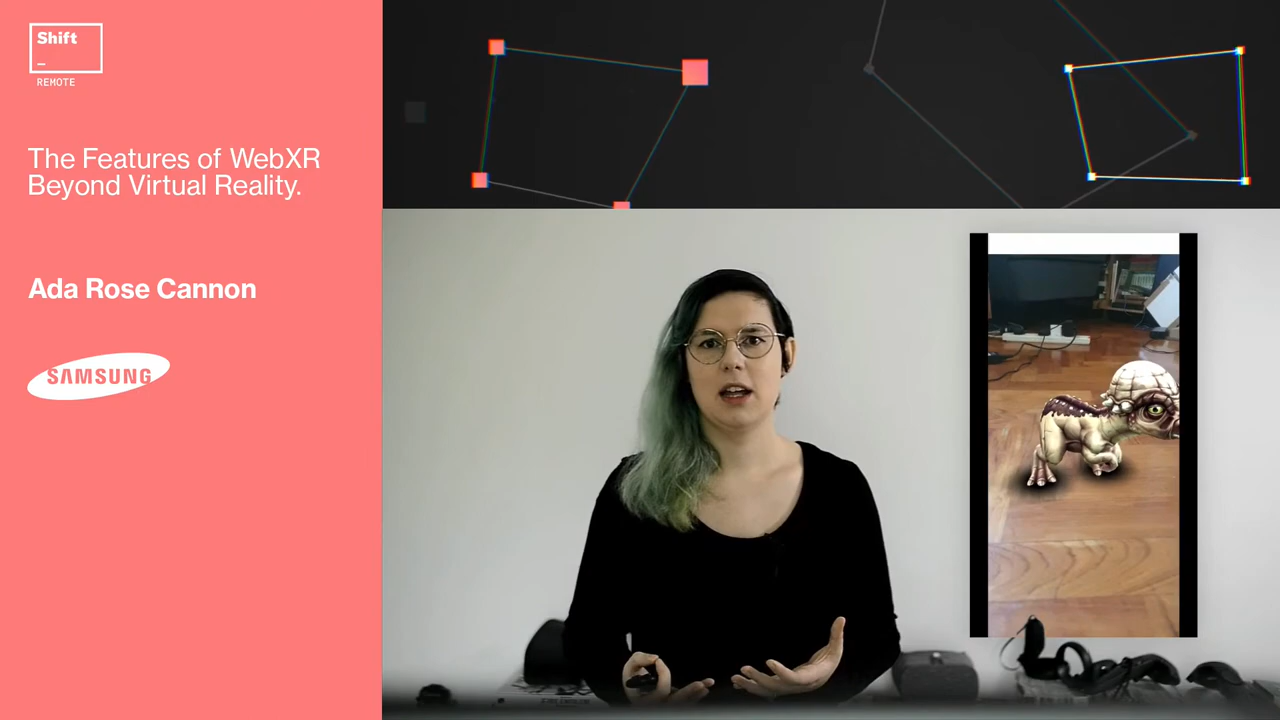 Shift
_
REMOTE
The Features of WebXR
Beyond Virtual Reality.
Ada Rose Cannon
SAMSUNG